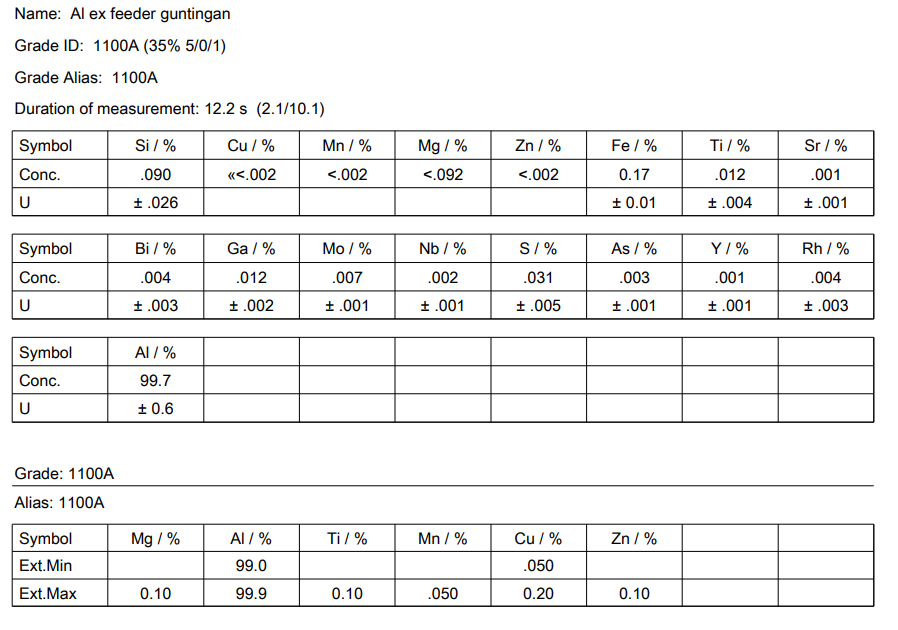 Name: Al ex feeder guntingan
Grade ID: 1100A (35% 5/0/1)
Grade Alias: 1100A
Duration of measurement: 12.2 s (2.1/10.1)
Symbol Si / % Cu / % Mn / % Mg / % Zn / % Fe / % Ti / % Sr / %
Conc. .090 «<.002 <.002 <.092 <.002 0.17 .012 .001
U ± .026 ± 0.01 ± .004 ± .001
Symbol Bi / % Ga / % Mo / % Nb / % S / % As / % Y / % Rh / %
Conc. .004 .012 .007 .002 .031 .003 .001 .004
U ± .003 ± .002 ± .001 ± .001 ± .005 ± .001 ± .001 ± .003
Symbol Al / %
Conc. 99.7
U ± 0.6
Grade: 1100A
Alias: 1100A
Symbol Mg / % Al / % Ti / % Mn / % Cu / % Zn / %
Ext.Min 99.0 .050
Ext.Max 0.10 99.9 0.10 .050 0.20 0.10